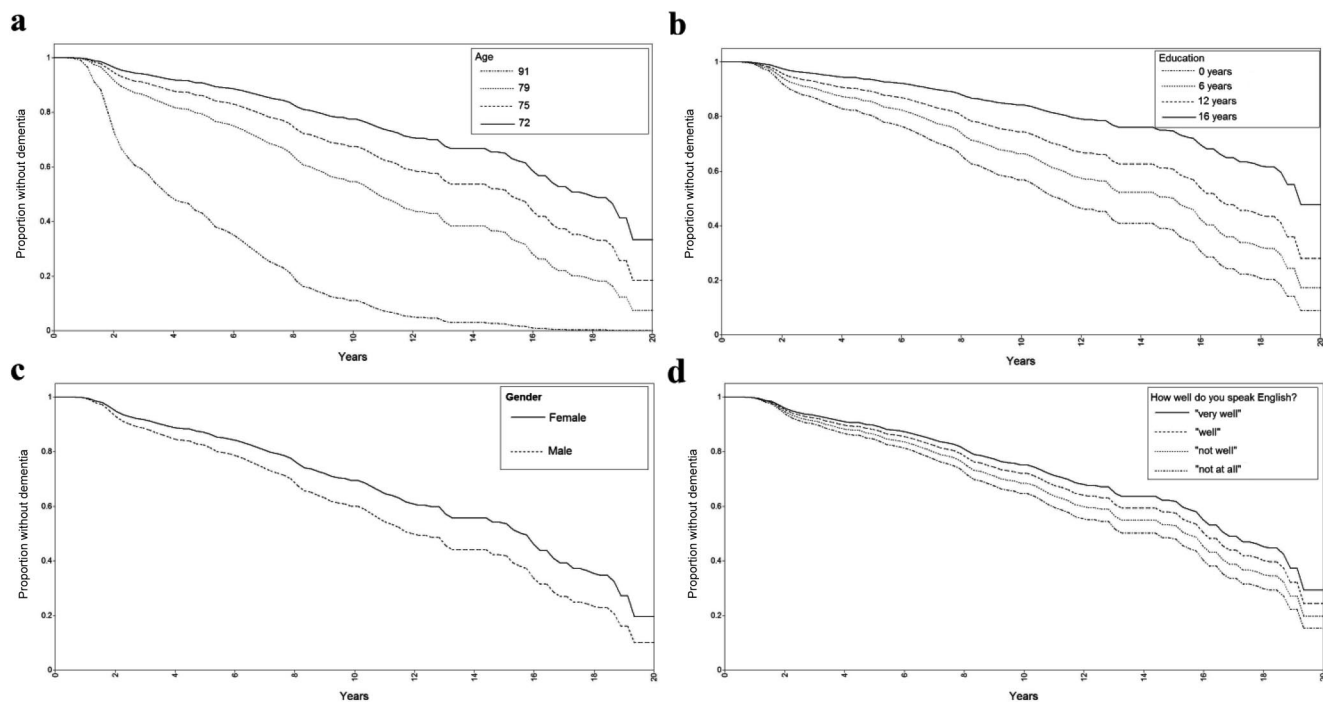 a
Age
91
79
75
72
1
0.8
0.6
0.4
0.2
0
Proportion without dementia
0 2 4 6 8 10 12 14 16 18 20
Years
b
Education
0 years
6 years
12 years
16 years
1
0.8
0.6
0.4
0.2
0
Proportion without dementia
0 2 4 6 8 10 12 14 16 18 20
Years
c
Gender
Female
Male
1
0.8
0.6
0.4
0.2
0
Proportion without dementia
0 2 4 6 8 10 12 14 16 18 20
Years
d
How well do you speak English?
"very well"
"well"
"not well"
"not at all"
1
0.8
0.6
0.4
0.2
0
Proportion without dementia
0 2 4 6 8 10 12 14 16 18 20
Years